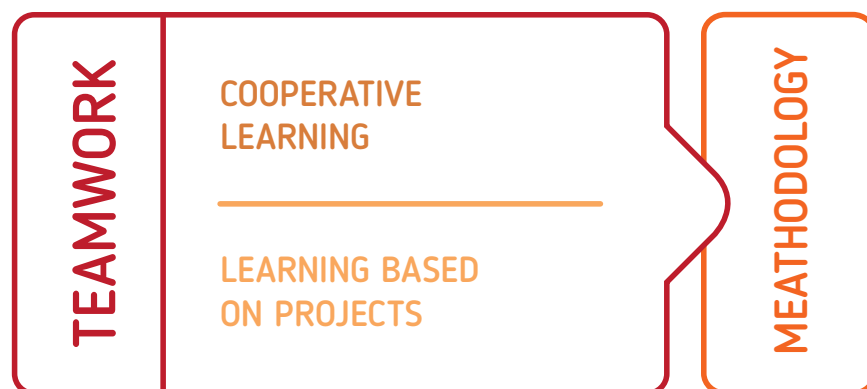 TEAMWORK
COOPERATIVE
LEARNING
LEARNING BASED
ON PROJECTS
MEATHODOLOGY